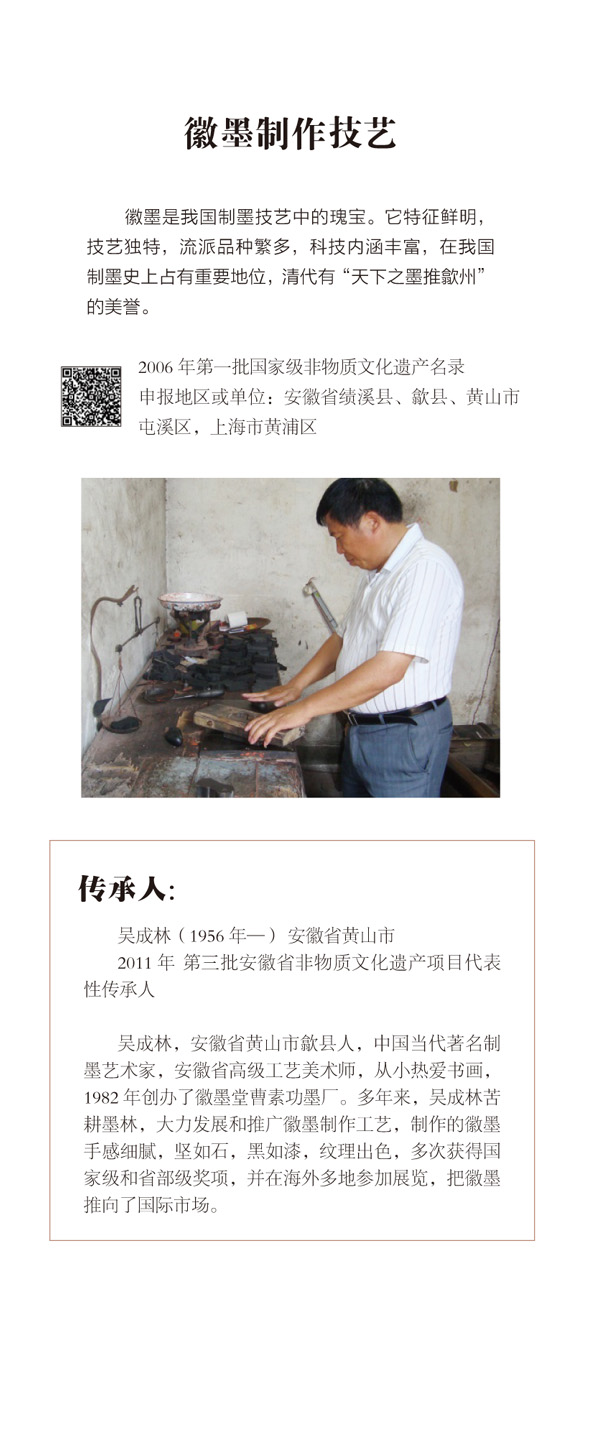 徽墨制作技艺
徽墨是我国制墨技艺中的瑰宝。它特征鲜明，
技艺独特，流派品种繁多，科技内涵丰富，在我国
制墨史上占有重要地位，清代有“天下之墨推歙州”
的美誉。
2006 年第一批国家级非物质文化遗产名录
申报地区或单位：安徽省绩溪县、歙县、黄山市
屯溪区，上海市黄浦区
传承人：
吴成林（1956 年—） 安徽省黄山市
2011 年 第三批安徽省非物质文化遗产项目代表
性传承人
吴成林，安徽省黄山市歙县人，中国当代著名制
墨艺术家，安徽省高级工艺美术师，从小热爱书画，
1982 年创办了徽墨堂曹素功墨厂。多年来，吴成林苦
耕墨林，大力发展和推广徽墨制作工艺，制作的徽墨
手感细腻，坚如石，黑如漆，纹理出色，多次获得国
家级和省部级奖项，并在海外多地参加展览，把徽墨
推向了国际市场。